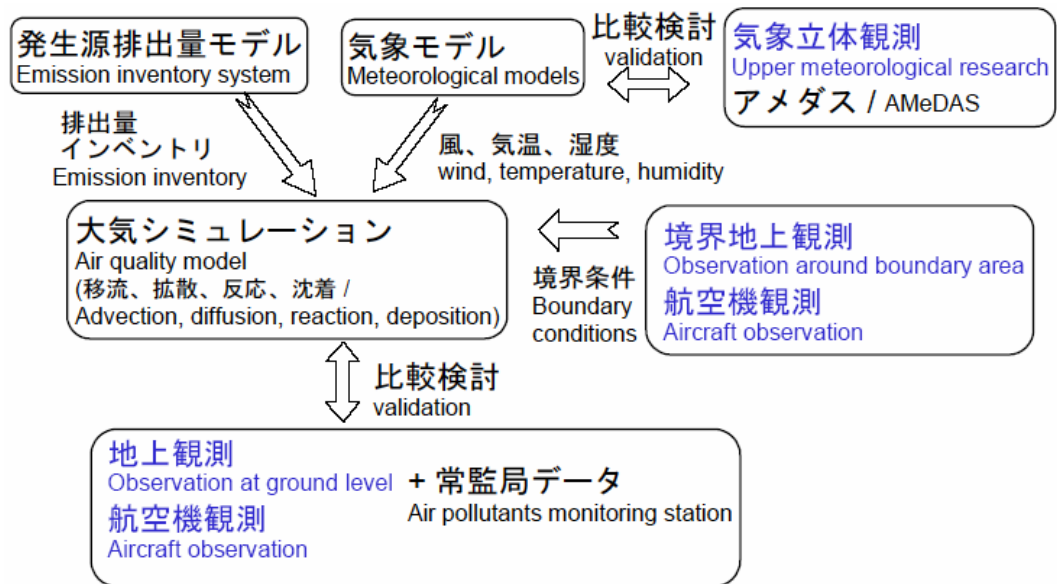 発生源排出量モデル
Emission inventory system
気象モデル
Meteorological models
比較検討
validation
気象立体観測
Upper meteorological research
アメダス / AMeDAS
排出量
インベントリ
Emission inventory
風、気温、湿度
wind, temperature, humidity
大気シミュレーション
Air quality model
(移流、拡散、反応、沈着 /
Advection, diffusion, reaction, deposition)
境界条件
Boundary
conditions
境界地上観測
Observation around boundary area
航空機観測
Aircraft observation
比較検討
validation
地上観測
Observation at ground level
航空機観測
Aircraft observation
+ 常監局データ
Air pollutants monitoring station